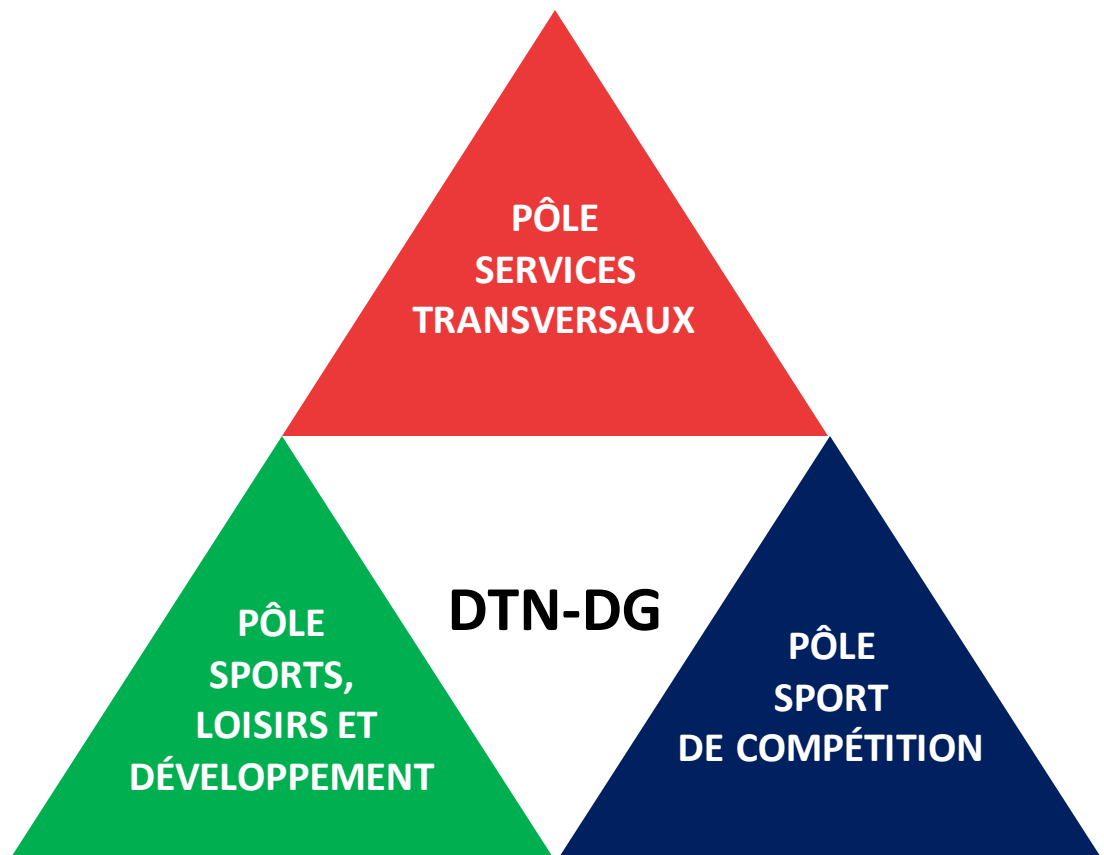 PÔLE
SERVICES
TRANSVERSAUX
DTN-DG
PÔLE
SPORTS,
LOISIRS ET
DÉVELOPPEMENT
PÔLE
SPORT
DE COMPÉTITION